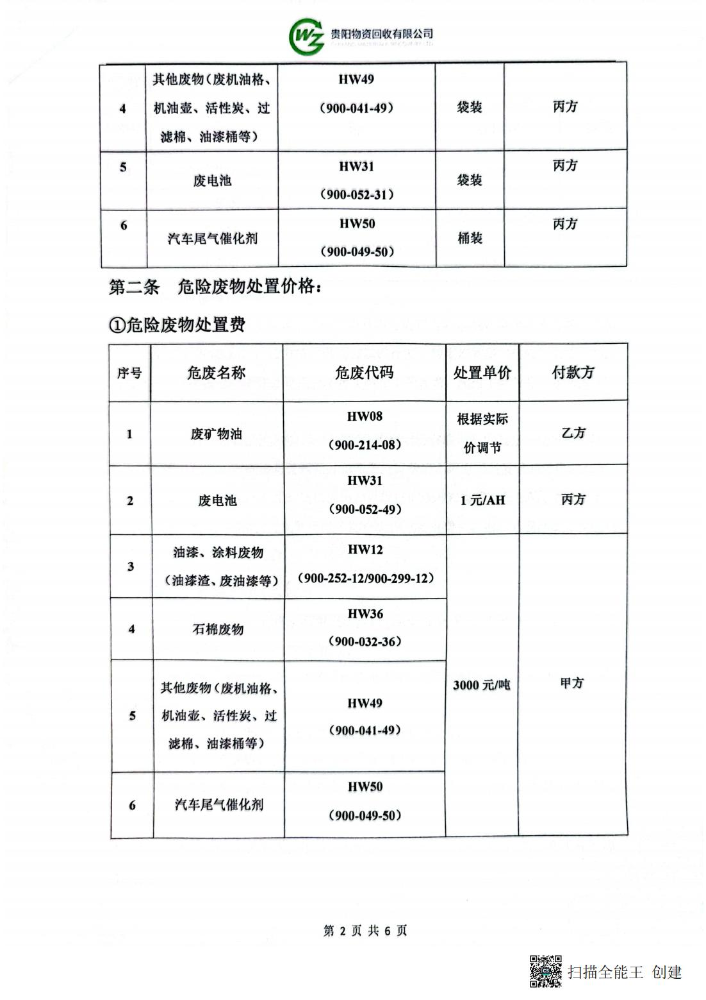 WZ 贵阳物资回收有限公司
4
其他废物（废机油格、
机油壶、活性炭、过
滤棉、油漆桶等）
HW49
（900-041-49）
袋装
丙方
5
废电池
HW31
（900-052-31）
袋装
丙方
6
汽车尾气催化剂
HW50
（900-049-50）
桶装
丙方
第二条 危险废物处置价格：
①危险废物处置费
序号 危废名称 危废代码 处置单价 付款方
1
废矿物油
HW08
（900-214-08）
根据实际
价调节
乙方
2
废电池
HW31
（900-052-49）
1 元/AH
丙方
3
油漆、涂料废物
（油漆渣、废油漆等）
HW12
（900-252-12/900-299-12）
4
石棉废物
HW36
（900-032-36）
5
其他废物（废机油格、
机油壶、活性炭、过
滤棉、油漆桶等）
HW49
（900-041-49）
3000 元/吨
甲方
6
汽车尾气催化剂
HW50
（900-049-50）
第 2 页 共 6 页
扫描全能王 创建